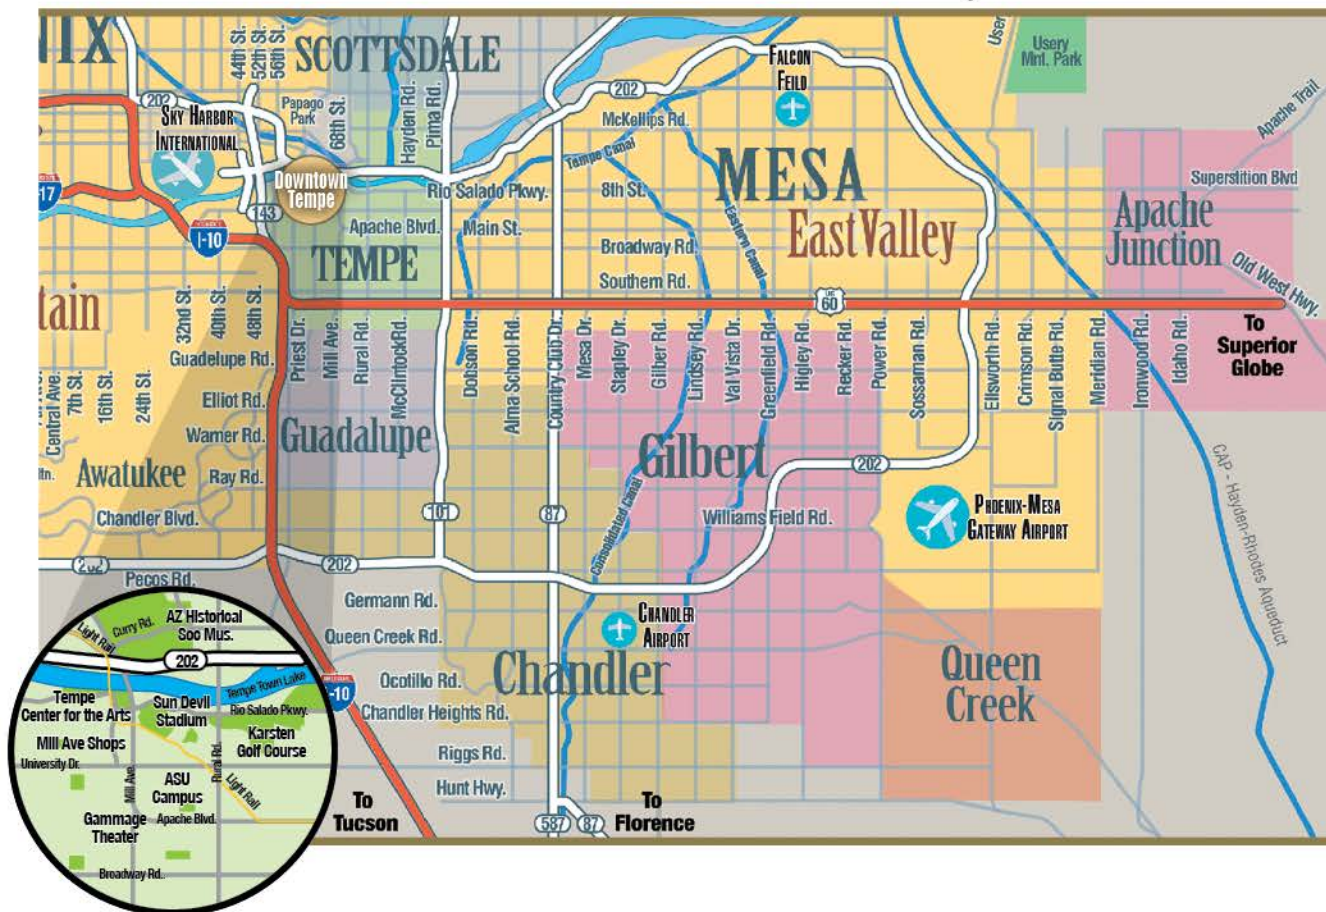 NIX
44th St.
52th St.
56th St.
SCOTTSDALE
Papago
Park
68th St.
Hayden Rd.
Pima Rd.
202
SKY HARBOR
INTERNATIONAL
17
I-10
143
Downtown
Tempe
202
FALCON
FEILD
User
Usery
Mnt. Park
McKellips Rd.
Tempe Canal
8th St.
Eastern Canal
MESA
EastValley
Rio Salado Pkwy.
Apache Blvd.
Main St.
TEMPE
Broadway Rd.
Southern Rd.
60
Apache Trail
Superstition Blvd
Apache
Junction
Old West Hwy.
To
Superior
Globe
tain
32nd St.
40th St.
48th St.
Guadelupe Rd.
Central Ave.
7th St.
16th St.
24th St.
Elliot Rd.
Warner Rd.
Ray Rd.
Awatukee
Chandler Blvd.
Pecos Rd.
202
Priest Dr.
Mill Ave.
Rural Rd.
McClintock Rd.
Dobson Rd.
Alma School Rd.
Country Club Dr.
Mesa Dr.
Stapley Dr.
Gilber Rd.
Lindsey Rd.
Val Vista Dr.
Greenfield Rd.
Higley Rd.
Recker Rd.
Power Rd.
Sossaman Rd.
Ellsworth Rd.
Crimson Rd.
Signal Butte Rd.
Meridian Rd.
Ironwood Rd.
Idaho Rd.
Guadalupe
Gilbert
202
101
87
Consolidated Canal
Williams Field Rd.
PHOENIX-MESA
GATEWAY AIRPORT
CAP - Hayden-Rhodes Aqueduct
202
Germann Rd.
Queen Creek Rd.
CHANDLER
AIRPORT
Chandler
Queen
Creek
Ocotillo Rd.
Chandler Heights Rd.
Riggs Rd.
Hunt Hwy.
I-10
To
Tucson
587
87
To
Florence
Light Rail
Curry Rd.
AZ Historical
Soo Mus.
202
Tempe Town Lake
Tempe
Center for the Arts
Sun Devil
Stadium
Rio Salado Pkwy.
Karsten
Golf Course
Mill Ave Shops
University Dr.
Mill Ave.
Rural Rd.
ASU
Campus
Light Rail
Gammage
Theater
Apache Blvd.
Broadway Rd..